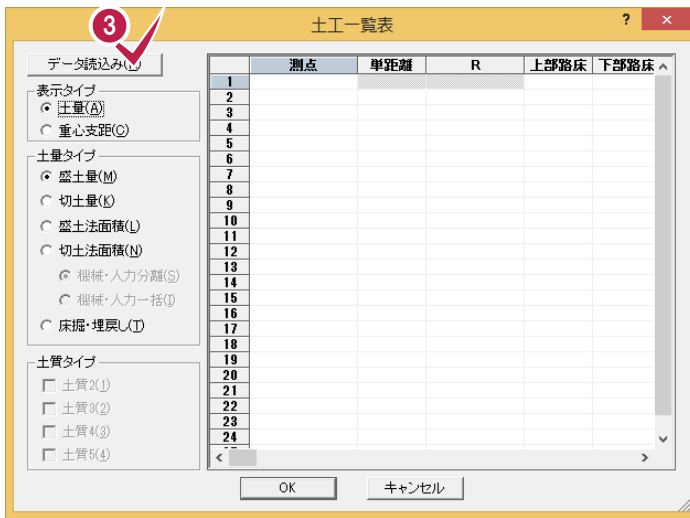 3
土工一覧表
?
×
データ読込み
測点 単距離 R 上部路床 下部路床
表示タイプ
土量(A)
重心支距(C)
土量タイプ
盛土量(M)
切土量(K)
盛土法面積(L)
切土法面積(N)
機械・人力分離(S)
機械・人力一括(I)
床掘・埋戻し(T)
土質タイプ
土質2(1)
土質3(2)
土質4(3)
土質5(4)
1
2
3
4
5
6
7
8
9
10
11
12
13
14
15
16
17
18
19
20
21
22
23
24
OK
キャンセル